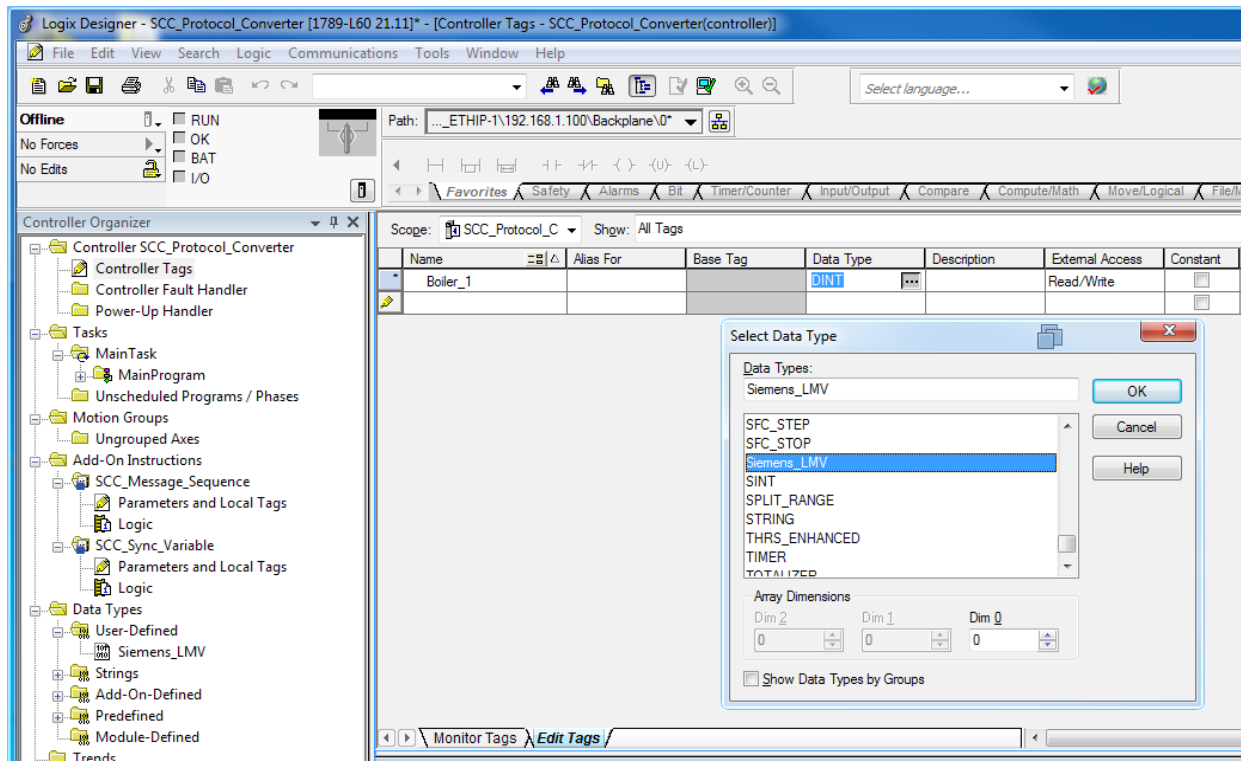 Logix Designer - SCC_Protocol_Converter [1789-L60 21.11]* - [Controller Tags - SCC_Protocol_Converter(controller)]
File Edit View Search Logic Communications Tools Window Help
Select language...
Offline
RUN
No Forces
OK
No Edits
BAT
I/O
Path: ..._ETHIP-1\192.168.1.100\Backplane\0*
Favorites Safety Alarms Bit Timer/Counter Input/Output Compare Compute/Math Move/Logical
Controller Organizer
Controller SCC_Protocol_Converter
Controller Tags
Controller Fault Handler
Power-Up Handler
Tasks
MainTask
MainProgram
Unscheduled Programs / Phases
Motion Groups
Ungrouped Axes
Add-On Instructions
SCC_Message_Sequence
Parameters and Local Tags
Logic
SCC_Sync_Variable
Parameters and Local Tags
Logic
Data Types
User-Defined
Siemens_LMV
Strings
Add-On-Defined
Predefined
Module-Defined
Trends
Scope: SCC_Protocol_C Show: All Tags
Name Alias For Base Tag Data Type Description External Access Constant
Boiler_1 DINT ... Read/Write
Select Data Type
Data Types:
Siemens_LMV
OK
Cancel
Help
SFC_STEP
SFC_STOP
Siemens_LMV
SINT
SPLIT_RANGE
STRING
THRS_ENHANCED
TIMER
TOTALIZER
Array Dimensions
Dim 2 Dim 1 Dim 0
0 0 0
Show Data Types by Groups
Monitor Tags Edit Tags